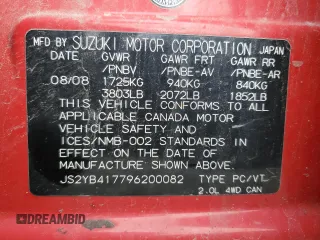 MFD BY SUZUKI MOTOR CORPORATION JAPAN
DATE GVWR GAWR FRT GAWR RR
/PNBV /PNBE-AV /PNBE-AR
08/08 1725KG 940KG 840KG
3803LB 2072LB 1852LB
THIS VEHICLE CONFORMS TO ALL
APPLICABLE CANADA MOTOR
VEHICLE SAFETY AND
ICES/NMB-002 STANDARDS IN
EFFECT ON THE DATE OF
MANUFACTURE SHOWN ABOVE.
JS2YB417796200082 TYPE PC/VT
2.0L 4WD CAN
AUTOBIDMASTER